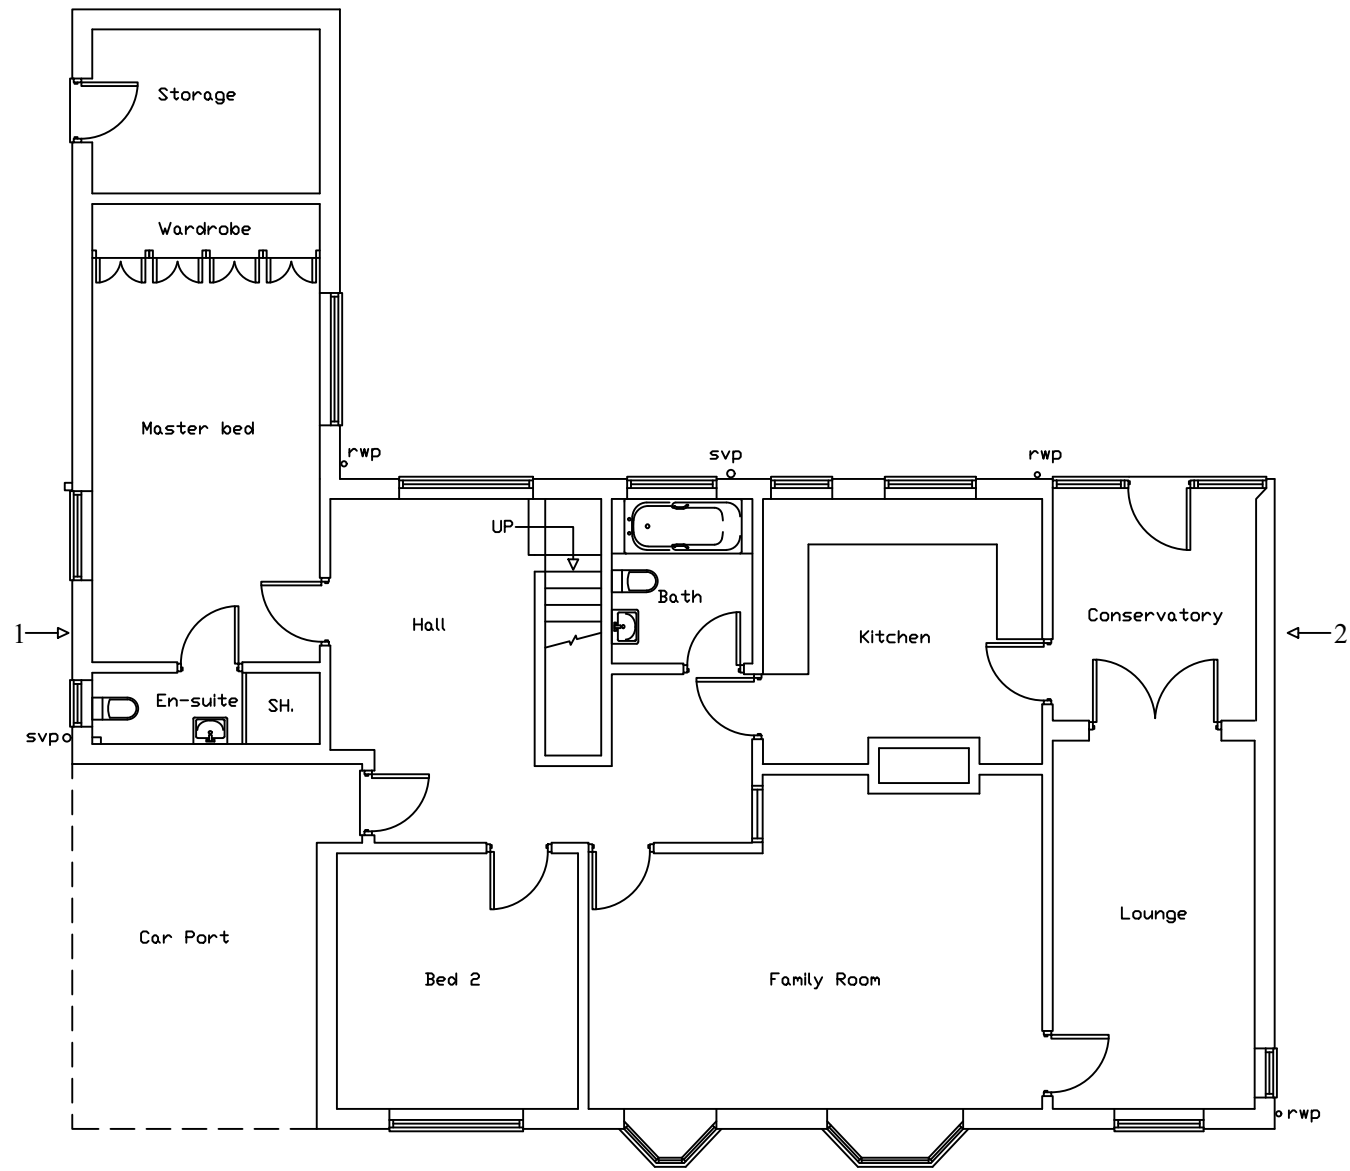 Storage
Wardrobe
Master bed
rwp
svp
rwp
UP
Bath
Hall
Kitchen
Conservatory
1
2
En-suite
SH.
svp
Lounge
Car Port
Bed 2
Family Room
rwp